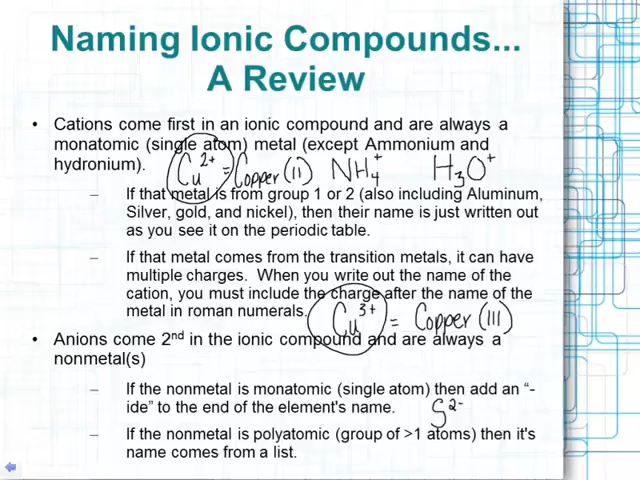 Naming Ionic Compounds...
A Review
• Cations come first in an ionic compound and are always a
monatomic (single atom) metal (except Ammonium and
hydronium).
Cu²⁺ = Copper (II) NH₄⁺ H₃O⁺
– If that metal is from group 1 or 2 (also including Aluminum,
Silver, gold, and nickel), then their name is just written out
as you see it on the periodic table.
– If that metal comes from the transition metals, it can have
multiple charges. When you write out the name of the
cation, you must include the charge after the name of the
metal in roman numerals.
Cu³⁺ = Copper (III)
• Anions come 2nd in the ionic compound and are always a
nonmetal(s)
– If the nonmetal is monatomic (single atom) then add an “-
ide” to the end of the element's name.
S²⁻
– If the nonmetal is polyatomic (group of >1 atoms) then it's
name comes from a list.